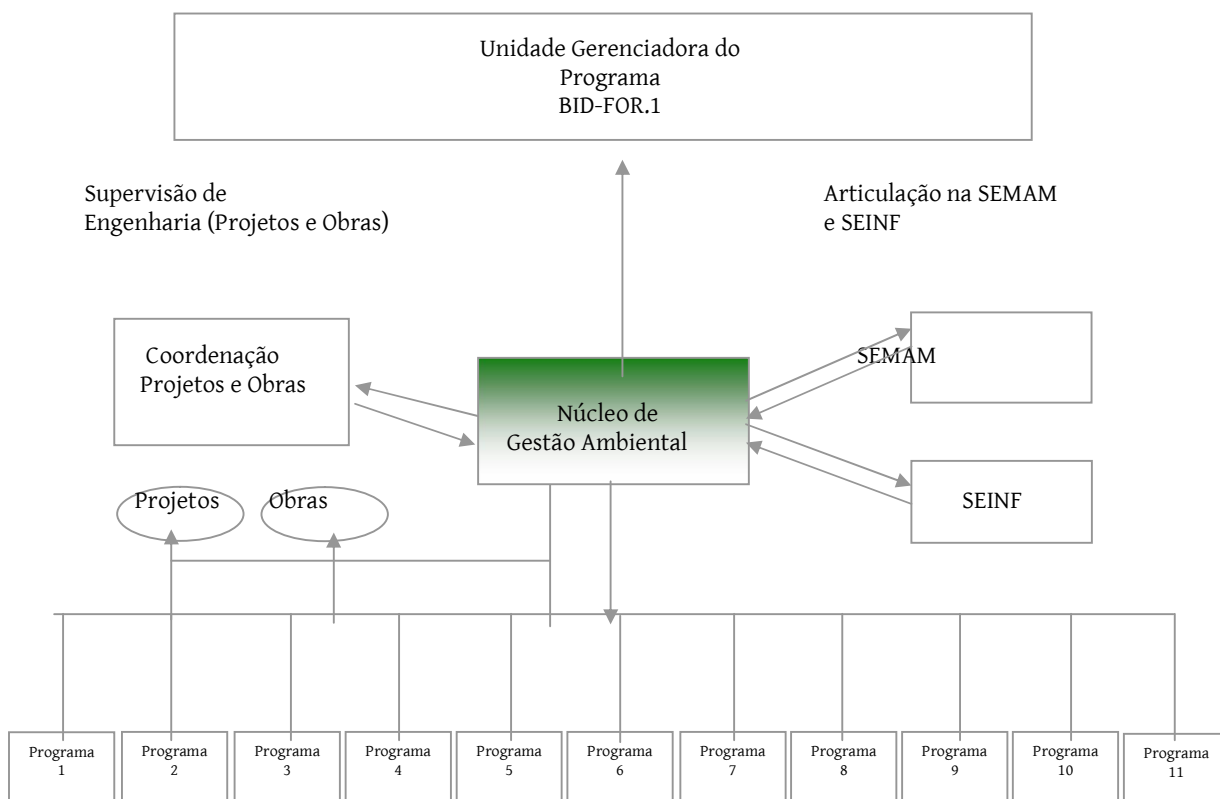 Unidade Gerenciadora do
Programa
BID-FOR.1
Supervisão de
Engenharia (Projetos e Obras)
Articulação na SEMAM
e SEINF
Coordenação
Projetos e Obras
Núcleo de
Gestão Ambiental
SEMAM
SEINF
Projetos
Obras
Programa
1
Programa
2
Programa
3
Programa
4
Programa
5
Programa
6
Programa
7
Programa
8
Programa
9
Programa
10
Programa
11